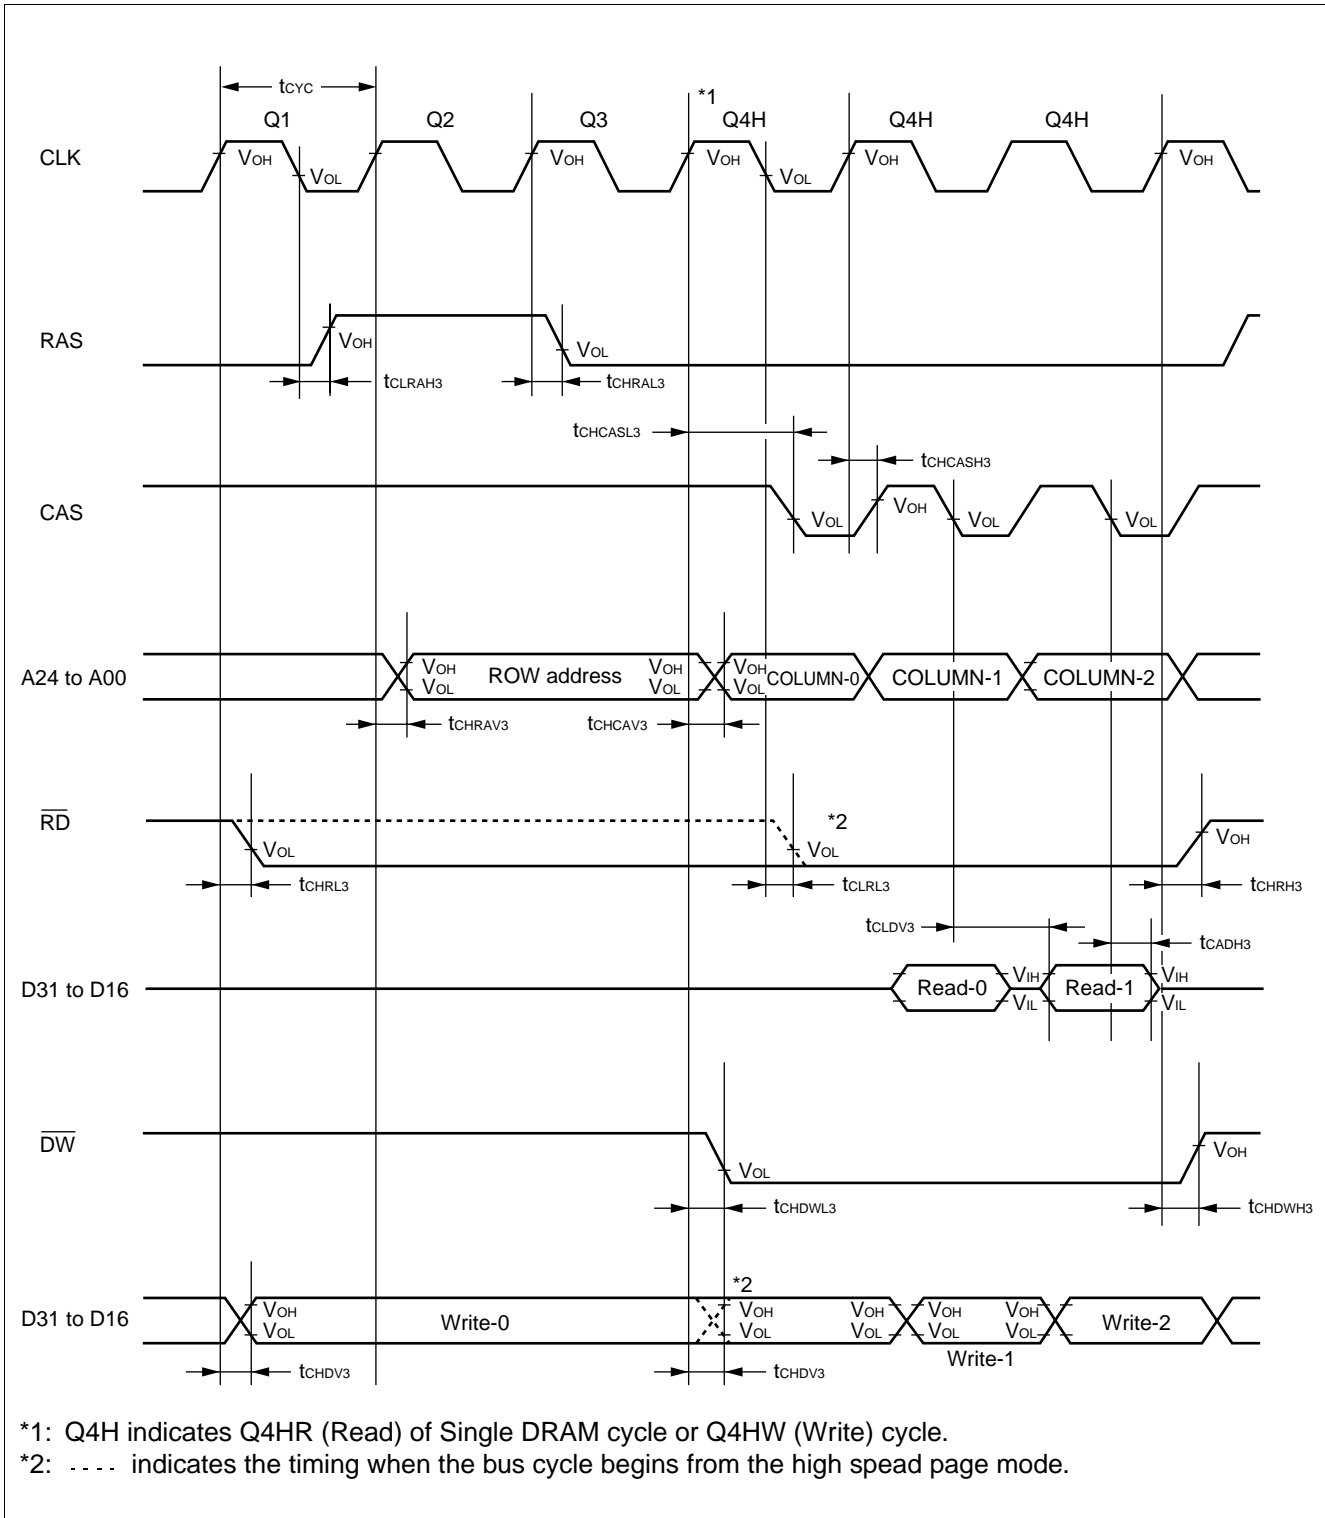 tCYC
*1
Q1 Q2 Q3 Q4H Q4H Q4H
CLK VOH VOL VOH VOH VOL VOH VOH
RAS VOH VOL
tCLRAH3 tCHRAL3
tCHCASL3
tCHCASH3
CAS VOL VOH VOL VOL
A24 to A00 VOH VOL ROW address VOH VOL VOH VOL COLUMN-0 COLUMN-1 COLUMN-2
tCHRAV3 tCHCAV3
RD VOL *2 VOL VOH
tCHRL3 tCLRL3 tCHRH3
tCLDV3
tCADH3
D31 to D16 Read-0 VIH VIL Read-1 VIH VIL
DW VOL VOH
tCHDWL3 tCHDWH3
*2
D31 to D16 VOH VOL Write-0 VOH VOL VOH VOL VOH VOL VOH VOL Write-2
Write-1
tCHDV3 tCHDV3
*1: Q4H indicates Q4HR (Read) of Single DRAM cycle or Q4HW (Write) cycle.
*2: ---- indicates the timing when the bus cycle begins from the high spead page mode.